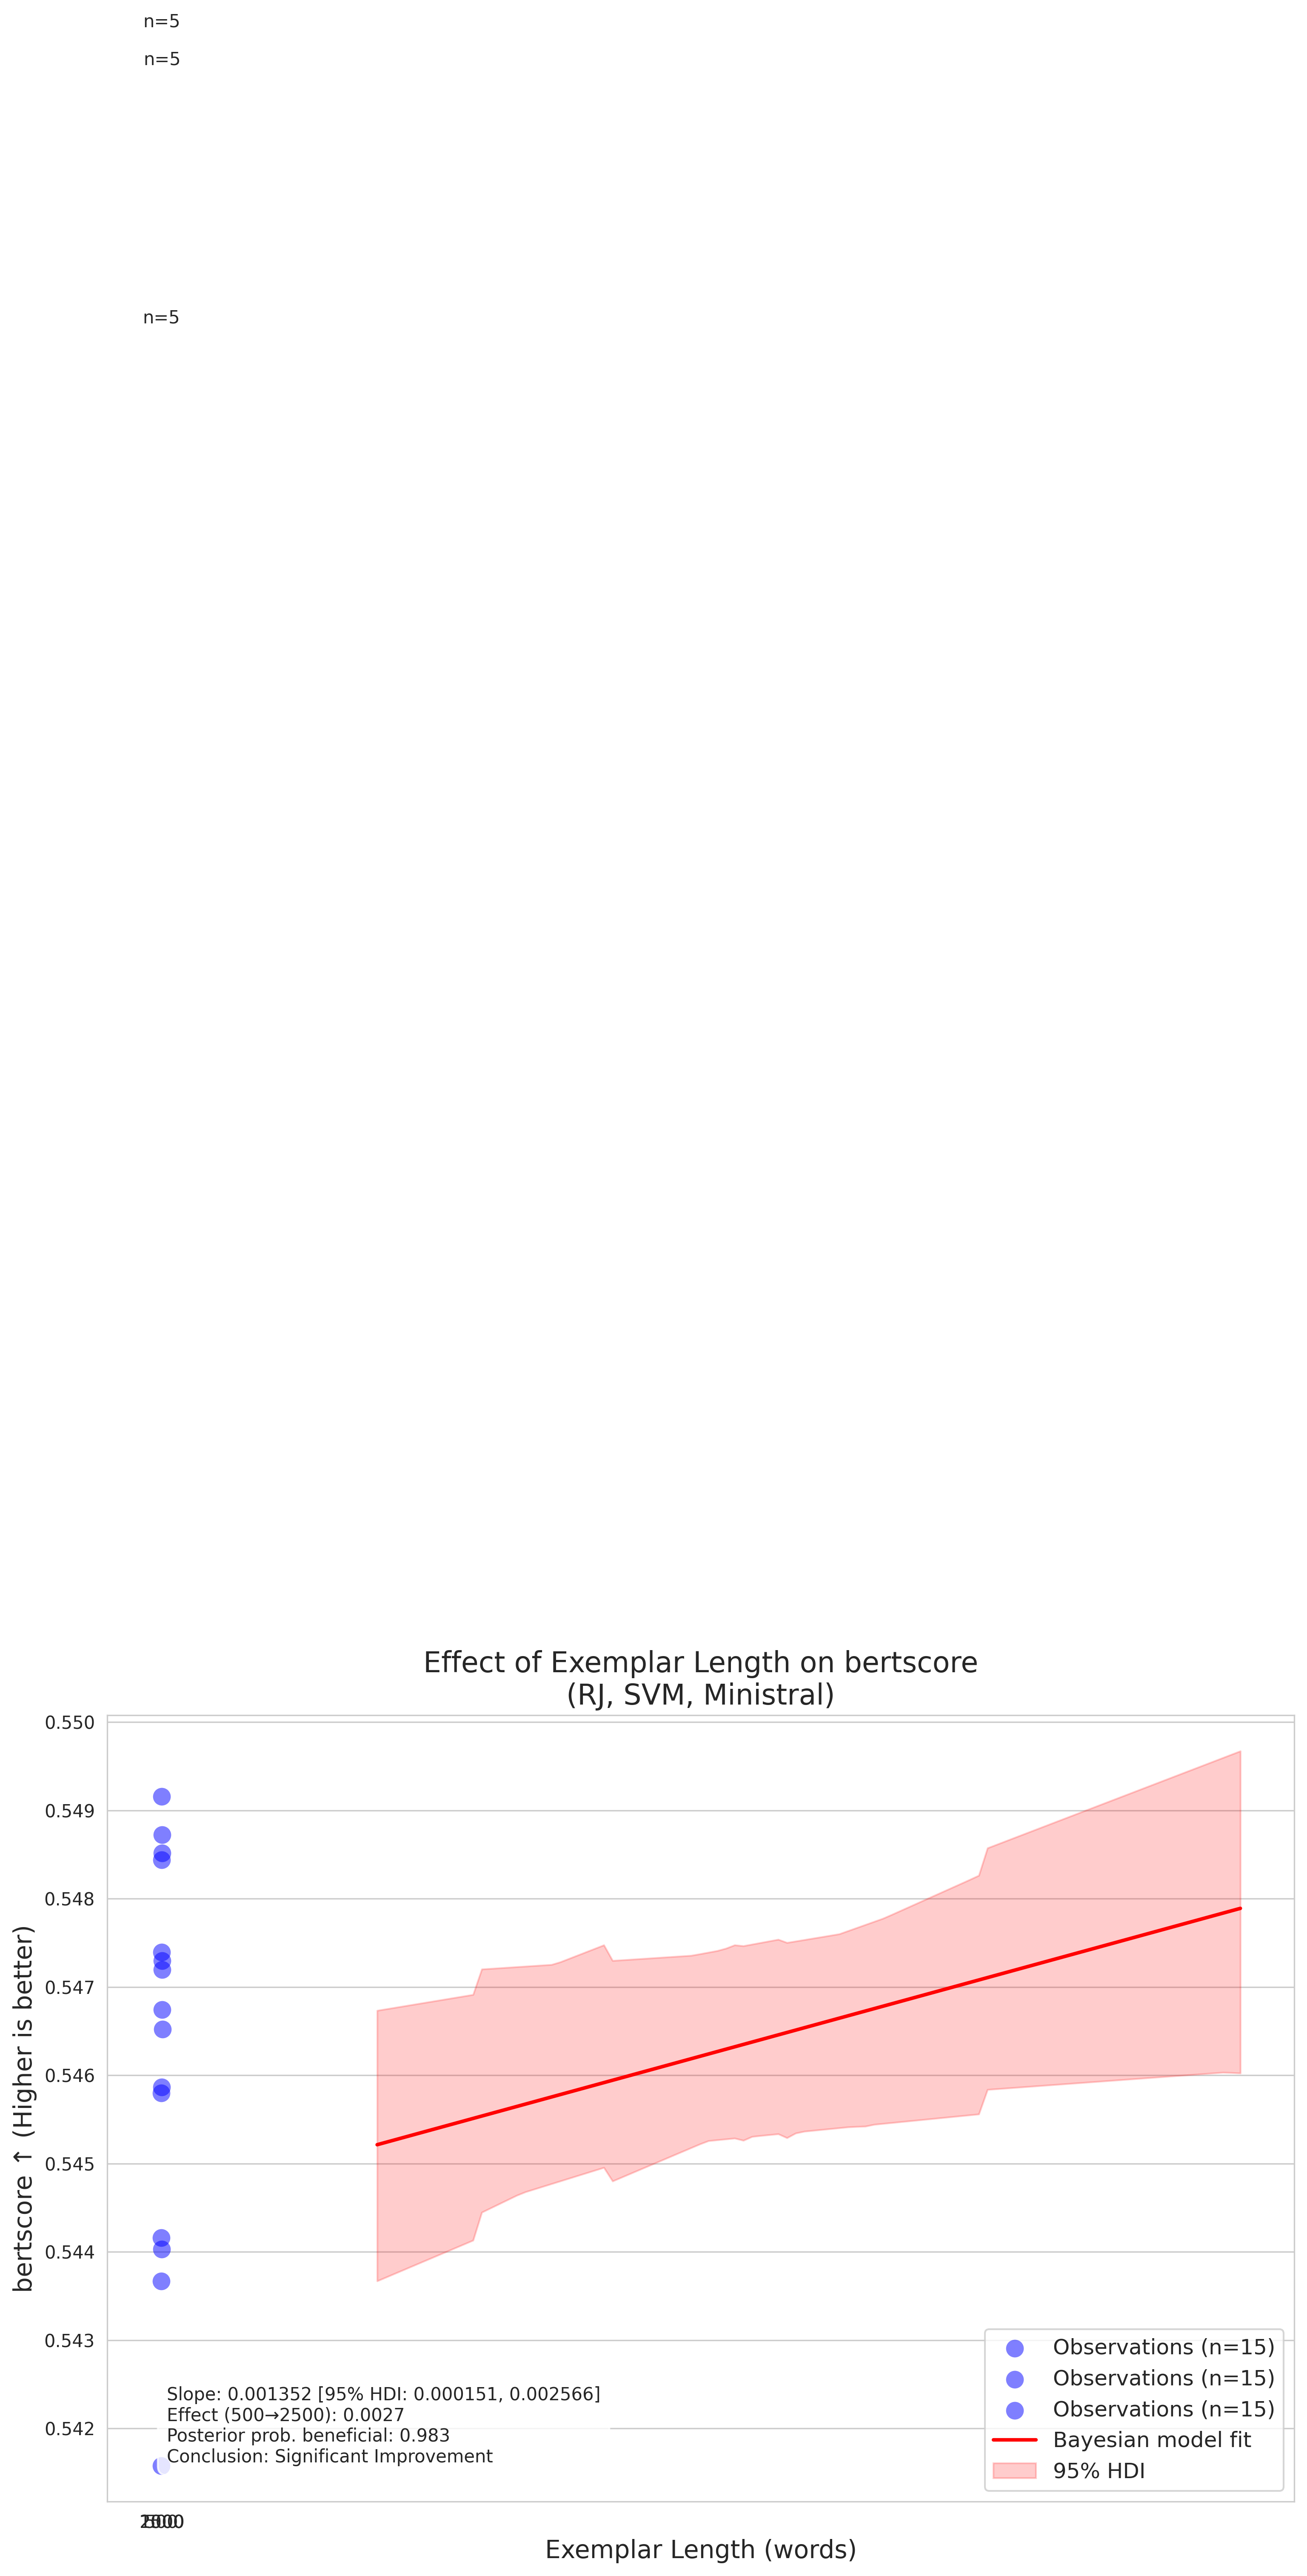 n=5
n=5
n=5
Effect of Exemplar Length on bertscore
(RJ, SVM, Ministral)
0.550
0.549
0.548
0.547
0.546
0.545
0.544
0.543
0.542
bertscore ↑ (Higher is better)
Slope: 0.001352 [95% HDI: 0.000151, 0.002566]
Effect (500→2500): 0.0027
Posterior prob. beneficial: 0.983
Conclusion: Significant Improvement
Observations (n=15)
Observations (n=15)
Observations (n=15)
Bayesian model fit
95% HDI
Exemplar Length (words)